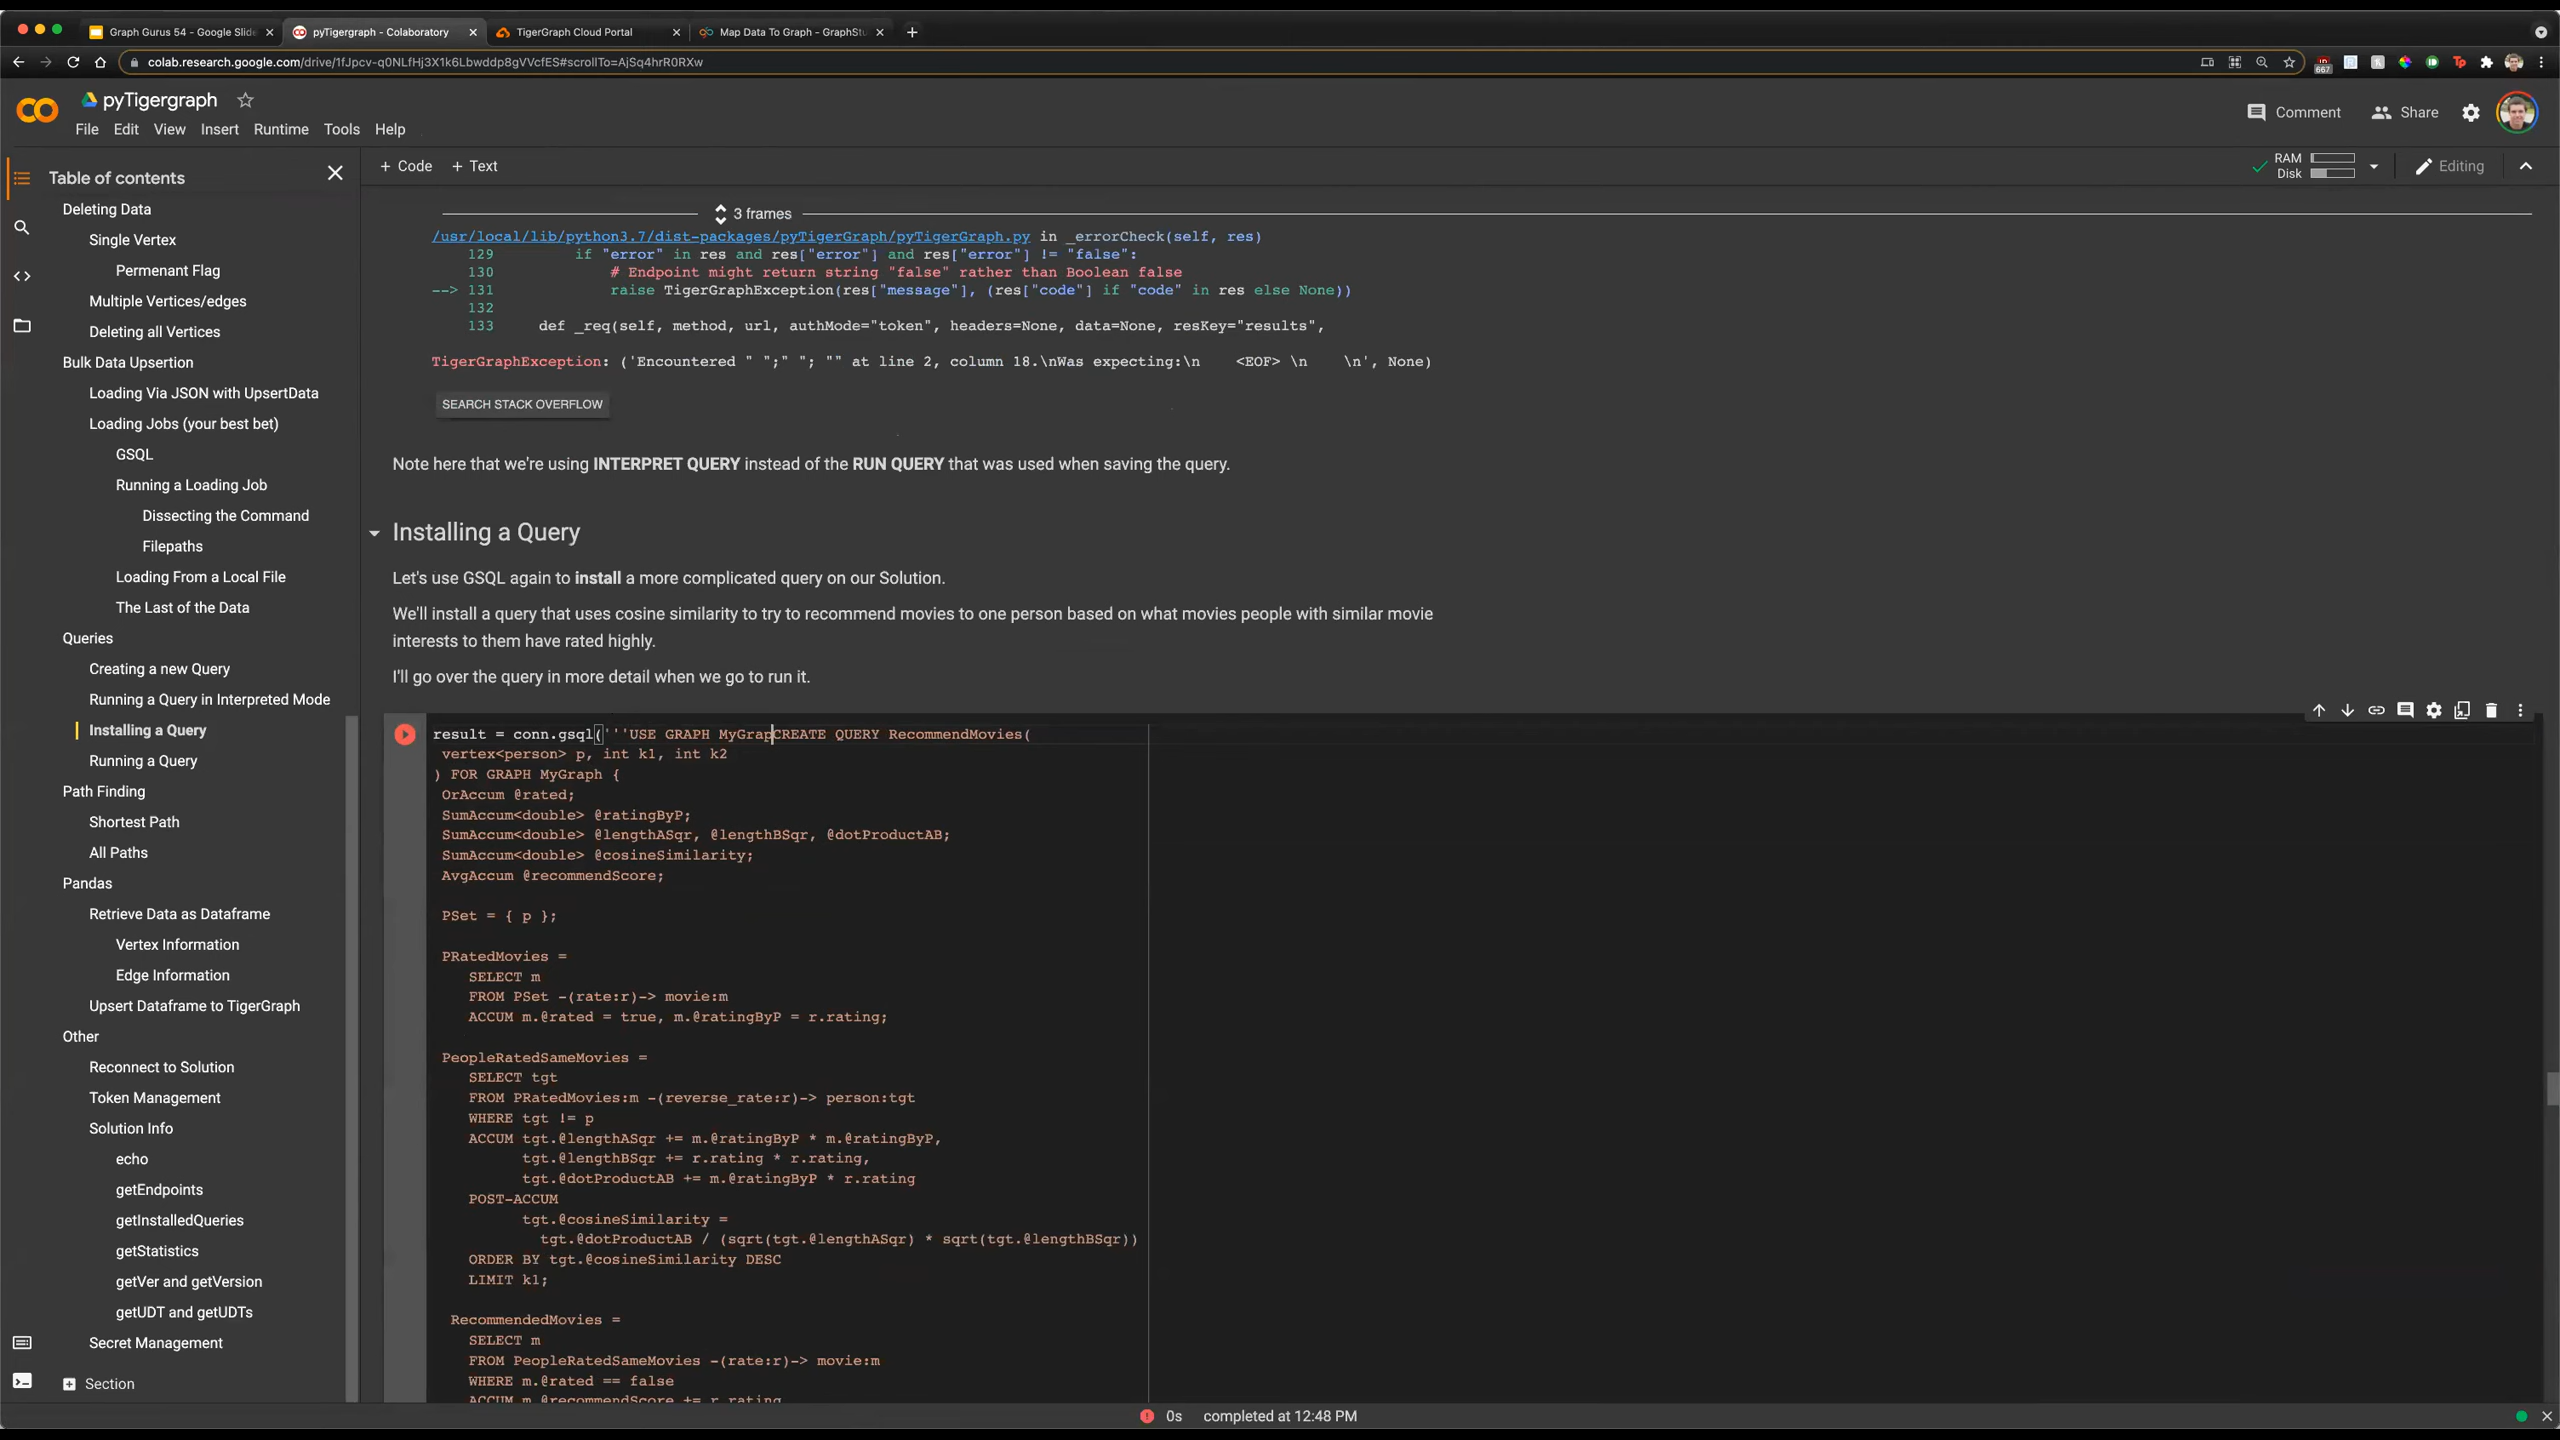 Graph Gurus 54 - Google Slide
pyTigergraph - Colaboratory
TigerGraph Cloud Portal
Map Data To Graph - GraphStu
colab.research.google.com/drive/1fJpcv-q0NLfHj3X1k6Lbwddp8gVVcfES#scrollTo=AjSq4hrR0RXw
667
pyTigergraph
File Edit View Insert Runtime Tools Help
Comment
Share
+ Code + Text
RAM
Disk
Editing
Table of contents
Deleting Data
Single Vertex
Permenant Flag
Multiple Vertices/edges
Deleting all Vertices
Bulk Data Upsertion
Loading Via JSON with UpsertData
Loading Jobs (your best bet)
GSQL
Running a Loading Job
Dissecting the Command
Filepaths
Loading From a Local File
The Last of the Data
Queries
Creating a new Query
Running a Query in Interpreted Mode
Installing a Query
Running a Query
Path Finding
Shortest Path
All Paths
Pandas
Retrieve Data as Dataframe
Vertex Information
Edge Information
Upsert Dataframe to TigerGraph
Other
Reconnect to Solution
Token Management
Solution Info
echo
getEndpoints
getInstalledQueries
getStatistics
getVer and getVersion
getUDT and getUDTs
Secret Management
Section
3 frames
/usr/local/lib/python3.7/dist-packages/pyTigerGraph/pyTigerGraph.py in _errorCheck(self, res)
129 if "error" in res and res["error"] and res["error"] != "false":
130 # Endpoint might return string "false" rather than Boolean false
--> 131 raise TigerGraphException(res["message"], (res["code"] if "code" in res else None))
132
133 def _req(self, method, url, authMode="token", headers=None, data=None, resKey="results",
TigerGraphException: ('Encountered " ";" "; "" at line 2, column 18.\nWas expecting:\n <EOF> \n \n', None)
SEARCH STACK OVERFLOW
Note here that we're using INTERPRET QUERY instead of the RUN QUERY that was used when saving the query.
Installing a Query
Let's use GSQL again to install a more complicated query on our Solution.
We'll install a query that uses cosine similarity to try to recommend movies to one person based on what movies people with similar movie
interests to them have rated highly.
I'll go over the query in more detail when we go to run it.
result = conn.gsql('''USE GRAPH MyGrapCREATE QUERY RecommendMovies(
vertex<person> p, int k1, int k2
) FOR GRAPH MyGraph {
OrAccum @rated;
SumAccum<double> @ratingByP;
SumAccum<double> @lengthASqr, @lengthBSqr, @dotProductAB;
SumAccum<double> @cosineSimilarity;
AvgAccum @recommendScore;
PSet = { p };
PRatedMovies =
SELECT m
FROM PSet -(rate:r)-> movie:m
ACCUM m.@rated = true, m.@ratingByP = r.rating;
PeopleRatedSameMovies =
SELECT tgt
FROM PRatedMovies:m -(reverse_rate:r)-> person:tgt
WHERE tgt != p
ACCUM tgt.@lengthASqr += m.@ratingByP * m.@ratingByP,
tgt.@lengthBSqr += r.rating * r.rating,
tgt.@dotProductAB += m.@ratingByP * r.rating
POST-ACCUM
tgt.@cosineSimilarity =
tgt.@dotProductAB / (sqrt(tgt.@lengthASqr) * sqrt(tgt.@lengthBSqr))
ORDER BY tgt.@cosineSimilarity DESC
LIMIT k1;
RecommendedMovies =
SELECT m
FROM PeopleRatedSameMovies -(rate:r)-> movie:m
WHERE m.@rated == false
ACCUM m.@recommendScore += r.rating
0s completed at 12:48 PM